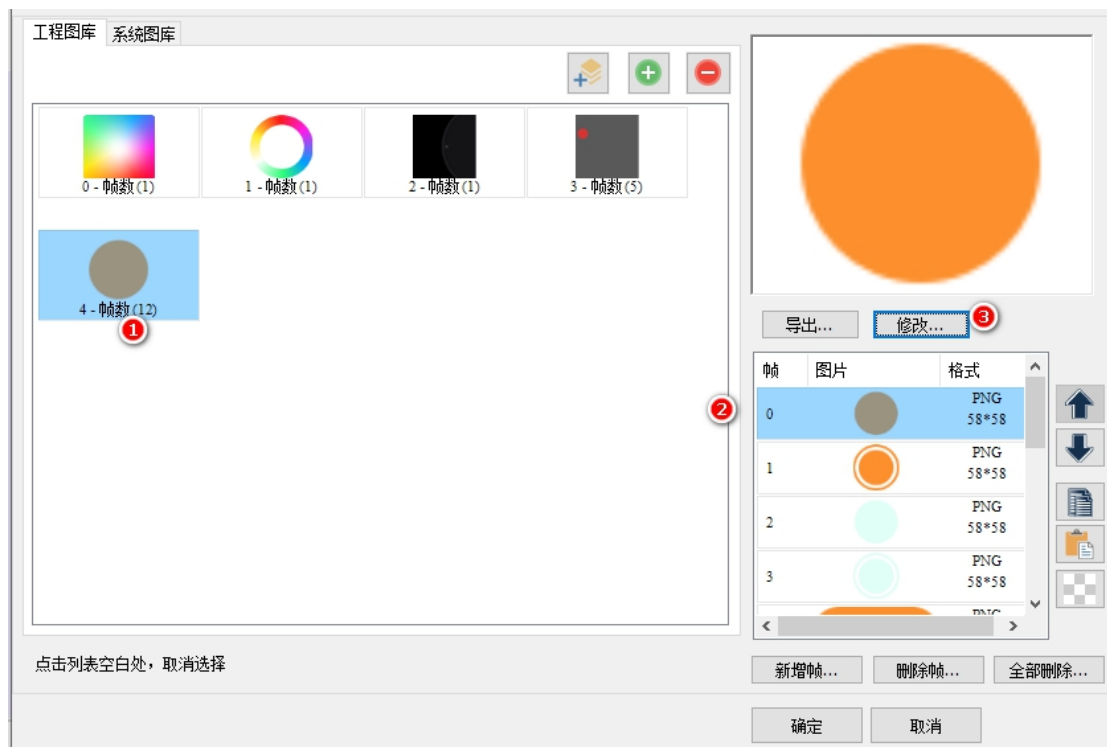 工程图库 系统图库
0 - 帧数(1) 1 - 帧数(1) 2 - 帧数(1) 3 - 帧数(5)
4 - 帧数(12)
1
导出... 修改... 3
帧 图片 格式
2
0 PNG
58*58
1 PNG
58*58
2 PNG
58*58
3 PNG
58*58
PNG
点击列表空白处，取消选择
新增帧... 删除帧... 全部删除...
确定 取消